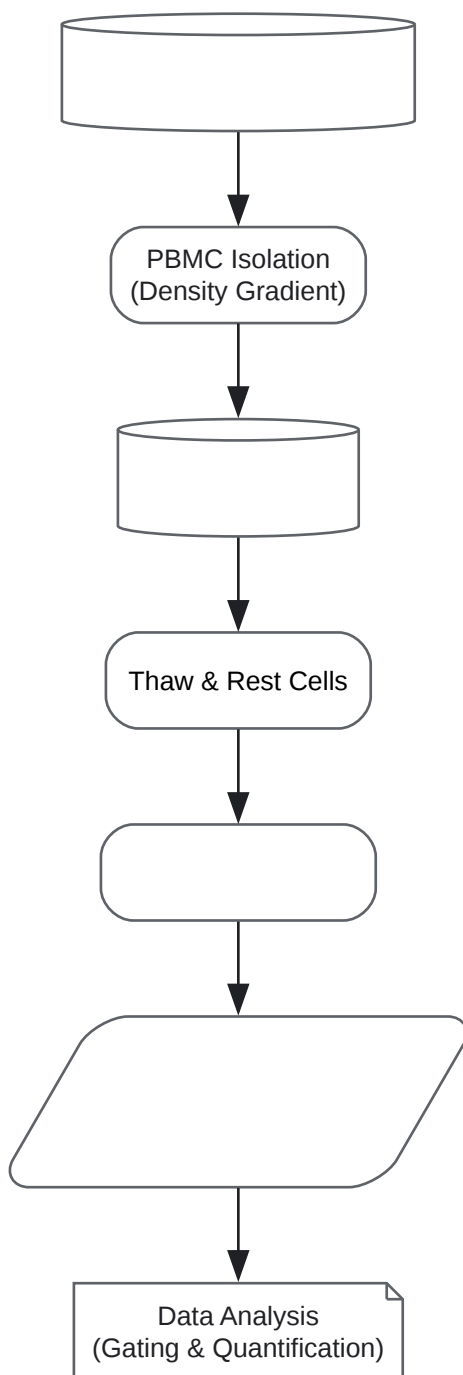 PBMC Isolation
(Density Gradient)
Thaw & Rest Cells
Data Analysis
(Gating & Quantification)